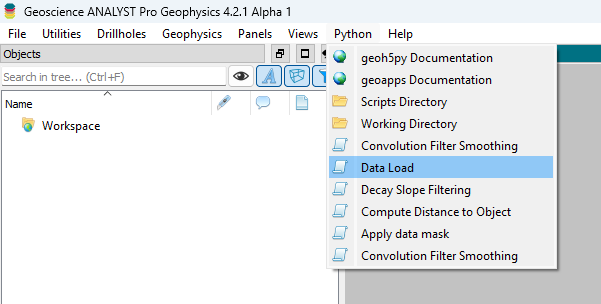 Geoscience ANALYST Pro Geophysics 4.2.1 Alpha 1
File Utilities Drillholes Geophysics Panels Views Python Help
Objects
Search in tree... (Ctrl+F)
Name
Workspace
geoh5py Documentation
geoapps Documentation
Scripts Directory
Working Directory
Convolution Filter Smoothing
Data Load
Decay Slope Filtering
Compute Distance to Object
Apply data mask
Convolution Filter Smoothing